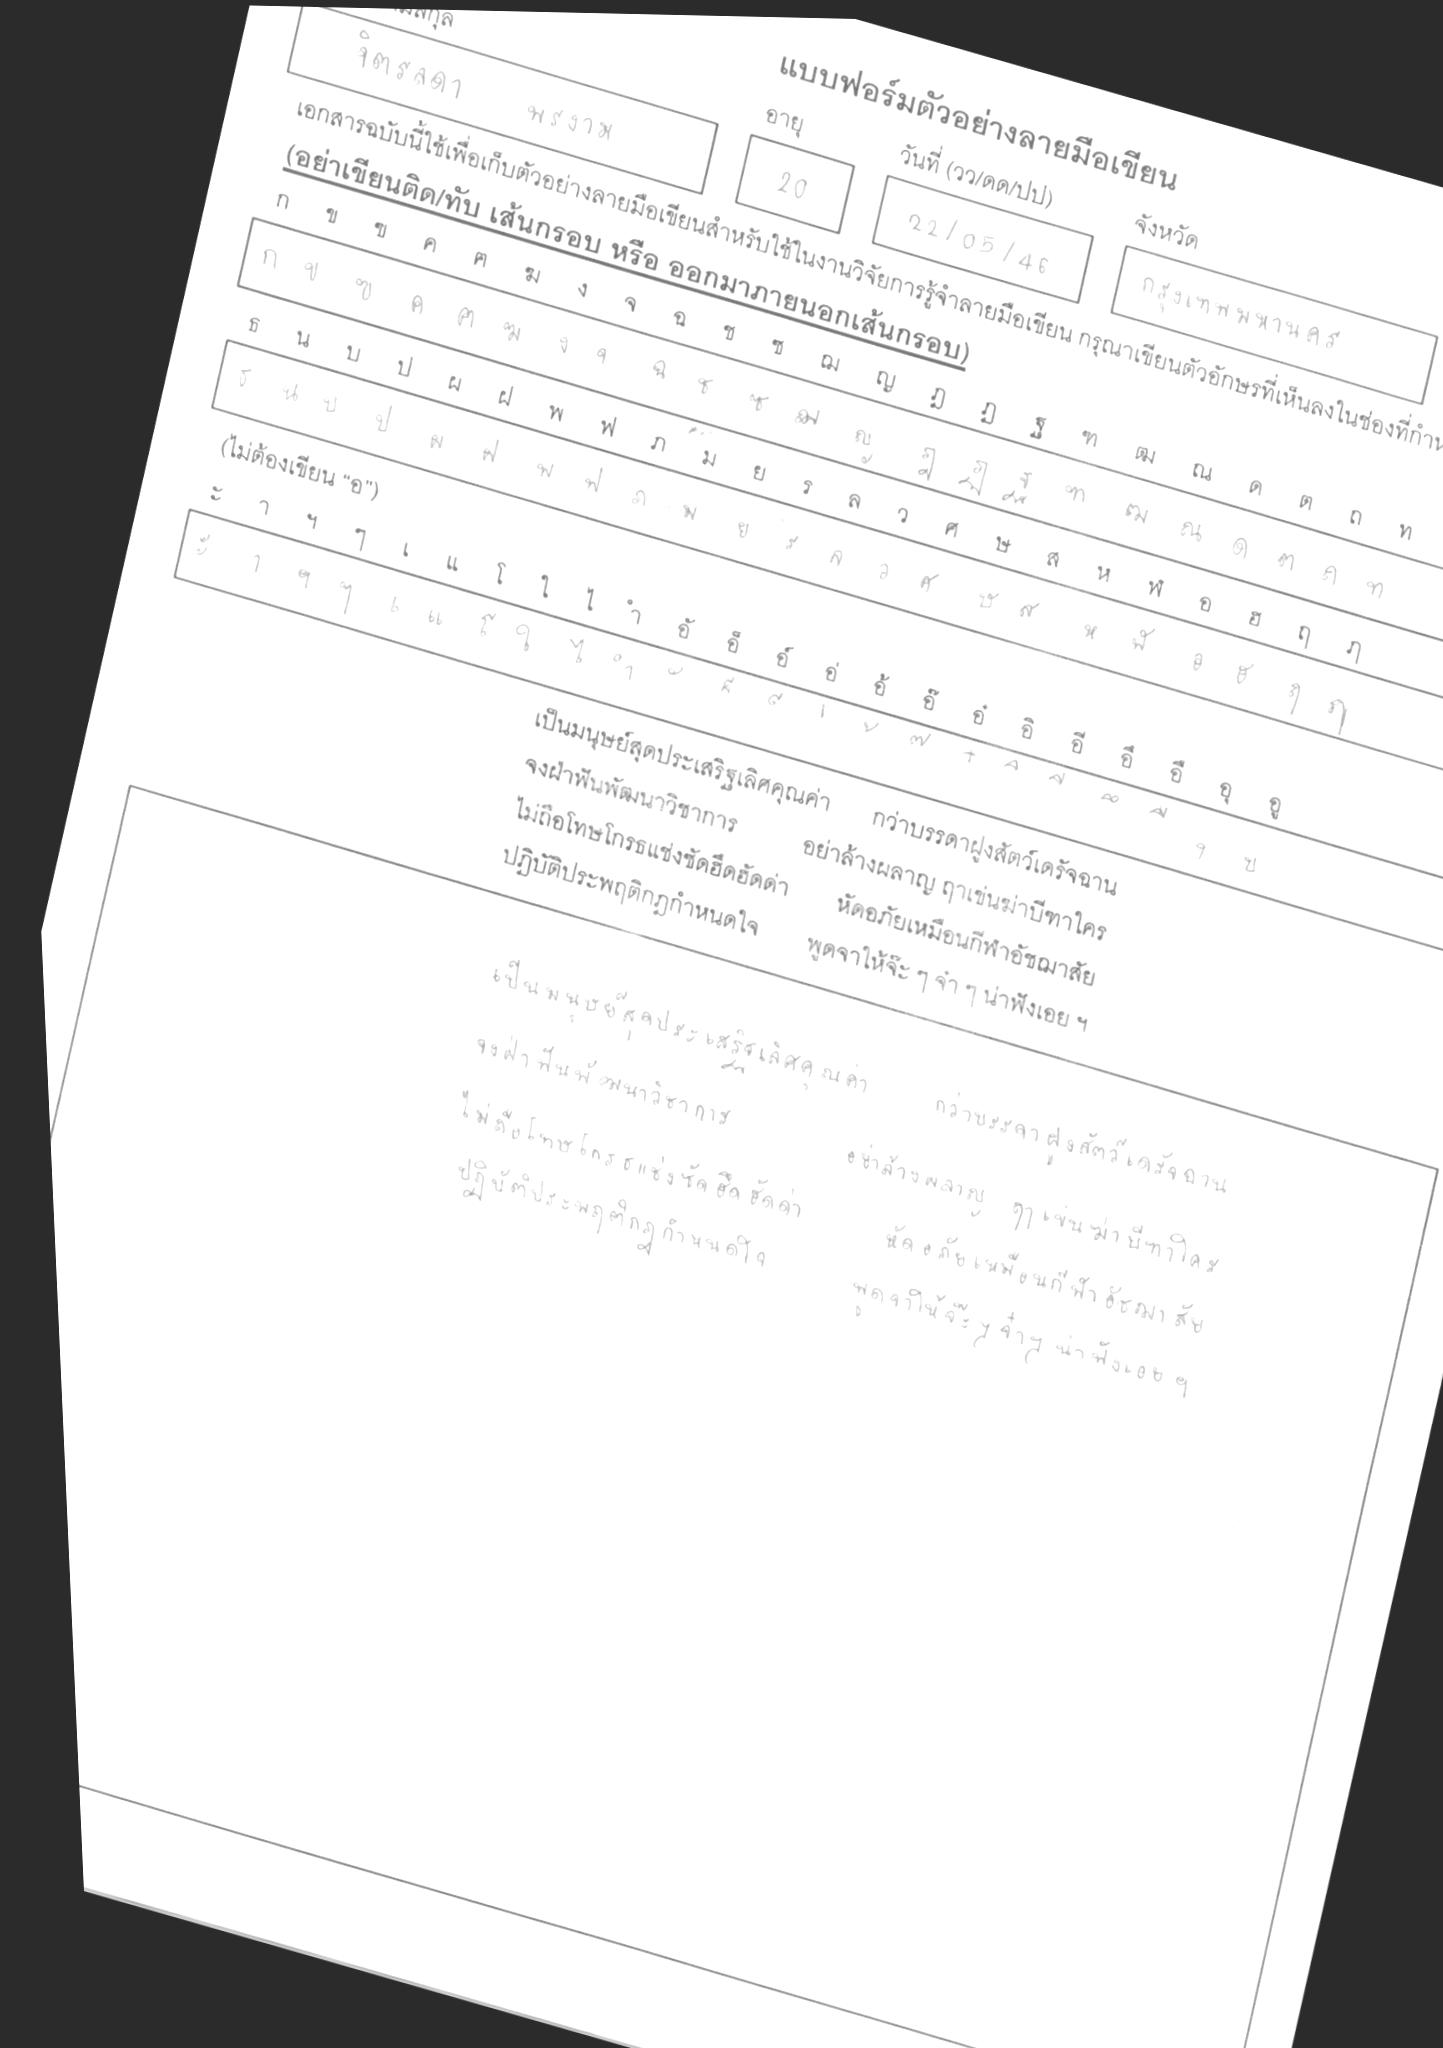 แบบฟอร์มตัวอย่างลายมือเขียน
จิตรลดา พรงาม
อายุ
20
วันที่ (วว/ดด/ปป)
22/05/46
จังหวัด
กรุงเทพมหานคร
เอกสารฉบับนี้ใช้เพื่อเก็บตัวอย่างลายมือเขียนสำหรับใช้ในงานวิจัยการรู้จำลายมือเขียน กรุณาเขียนตัวอักษรที่เห็นลงในช่องที่
(อย่าเขียนติด/ทับ เส้นกรอบ หรือ ออกมาภายนอกเส้นกรอบ)
ก ข ฃ ค ฅ ฆ ง จ ฉ ช ซ ฌ ญ ฎ ฏ ฐ ฑ ฒ ณ ด ต ถ ท
ก ข ฃ ค ฅ ฆ ง จ ฉ ช ซ ฌ ญ ฎ ฏ ฐ ฑ ฒ ณ ด ต ถ ท
ธ น บ ป ผ ฝ พ ฟ ภ ม ย ร ล ว ศ ษ ส ห ฬ อ ฮ ฤ ฦ
ธ น บ ป ผ ฝ พ ฟ ภ ม ย ร ล ว ศ ษ ส ห ฬ อ ฮ ฤ ฦ
(ไม่ต้องเขียน “อ”)
ะ า ฯ ๆ เ แ โ ใ ไ ำ อั อ็ อ์ อ่ อ้ อ๊ อ๋ อิ อี อึ อื อุ อู
ะ า ฯ ๆ เ แ โ ใ ไ ำ ั ็ ์ ่ ้ ๊ ๋ ิ ี ึ ื ุ ู
เป็นมนุษย์สุดประเสริฐเลิศคุณค่า กว่าบรรดาฝูงสัตว์เดรัจฉาน
จงฝ่าฟันพัฒนาวิชาการ อย่าล้างผลาญ ฤาเข่นฆ่าบีฑาใคร
ไม่ถือโทษโกรธแช่งซัดฮึดฮัดด่า หัดอภัยเหมือนกีฬาอัชฌาสัย
ปฏิบัติประพฤติกฎกำหนดใจ พูดจาให้จ๊ะ ๆ จ๋า ๆ น่าฟังเอย ฯ
เป็นมนุษย์สุดประเสริฐเลิศคุณค่า กว่าบรรดาฝูงสัตว์เดรัจฉาน
จงฝ่าฟันพัฒนาวิชาการ อย่าล้างผลาญ ฤาเข่นฆ่าบีฑาใคร
ไม่ถือโทษโกรธแช่งซัดฮึดฮัดด่า หัดอภัยเหมือนกีฬาอัชฌาสัย
ปฏิบัติประพฤติกฎกำหนดใจ พูดจาให้จ๊ะๆ จ๋าๆ น่าฟังเอย ฯ